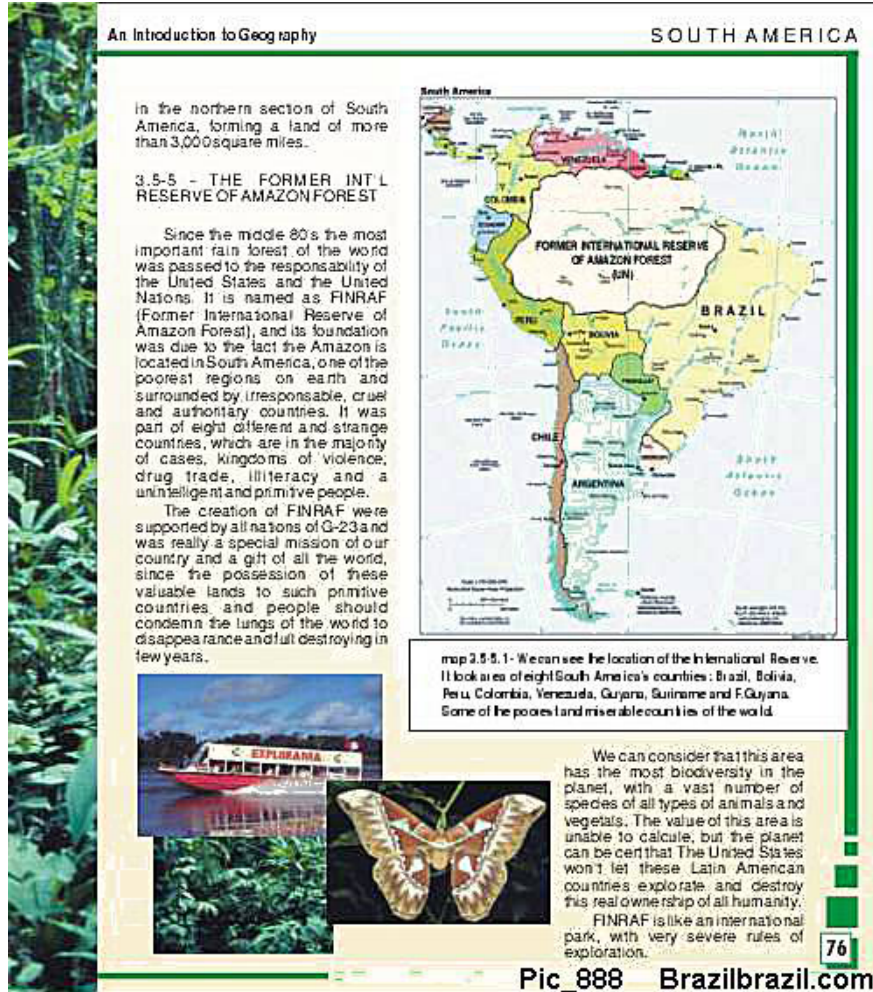 An Introduction to Geography
SOUTH AMERICA
in the northern section of South
America, forming a land of more
than 3,000 square miles.
3.5-5 - THE FORMER INT'L
RESERVE OF AMAZON FOREST
Since the middle 80's the most
important rain forest of the world
was passed to the responsability of
the United States and the United
Nations. It is named as FINRAF
(Former International Reserve of
Amazon Forest), and its foundation
was due to the fact the Amazon is
located in South America, one of the
poorest regions on earth and
surrounded by irresponsable, cruel
and authoritary countries. It was
part of eight different and strange
countries, which are in the majority
of cases, kingdoms of violence,
drug trade, illiteracy and a
unintelligent and primitive people.
The creation of FINRAF were
supported by all nations of G-23 and
was really a special mission of our
country and a gift of all the world,
since the possession of these
valuable lands to such primitive
countries and people should
condemn the lungs of the world to
disappearance and full destroying in
few years.
South America
North
Atlantic
Ocean
VENEZUELA
COLOMBIA
ECUADOR
FORMER INTERNATIONAL RESERVE
OF AMAZON FOREST
(UN)
BRAZIL
PERU
BOLIVIA
South
Pacific
Ocean
PARAGUAY
CHILE
ARGENTINA
South
Atlantic
Ocean
map 3.5-5.1 - We can see the location of the International Reserve.
It took area of eight South America's countries: Brazil, Bolivia,
Peru, Colombia, Venezuela, Guyana, Suriname and F.Guyana.
Some of the poorest and miserable countries of the world.
EXPLORAMA
We can consider that this area
has the most biodiversity in the
planet, with a vast number of
species of all types of animals and
vegetals. The value of this area is
unable to calcule, but the planet
can be cert that The United States
won't let these Latin American
countries explorate and destroy
this real ownership of all humanity.
FINRAF is like an international
park, with very severe rules of
exploration.
76
Pic_888 Brazilbrazil.com